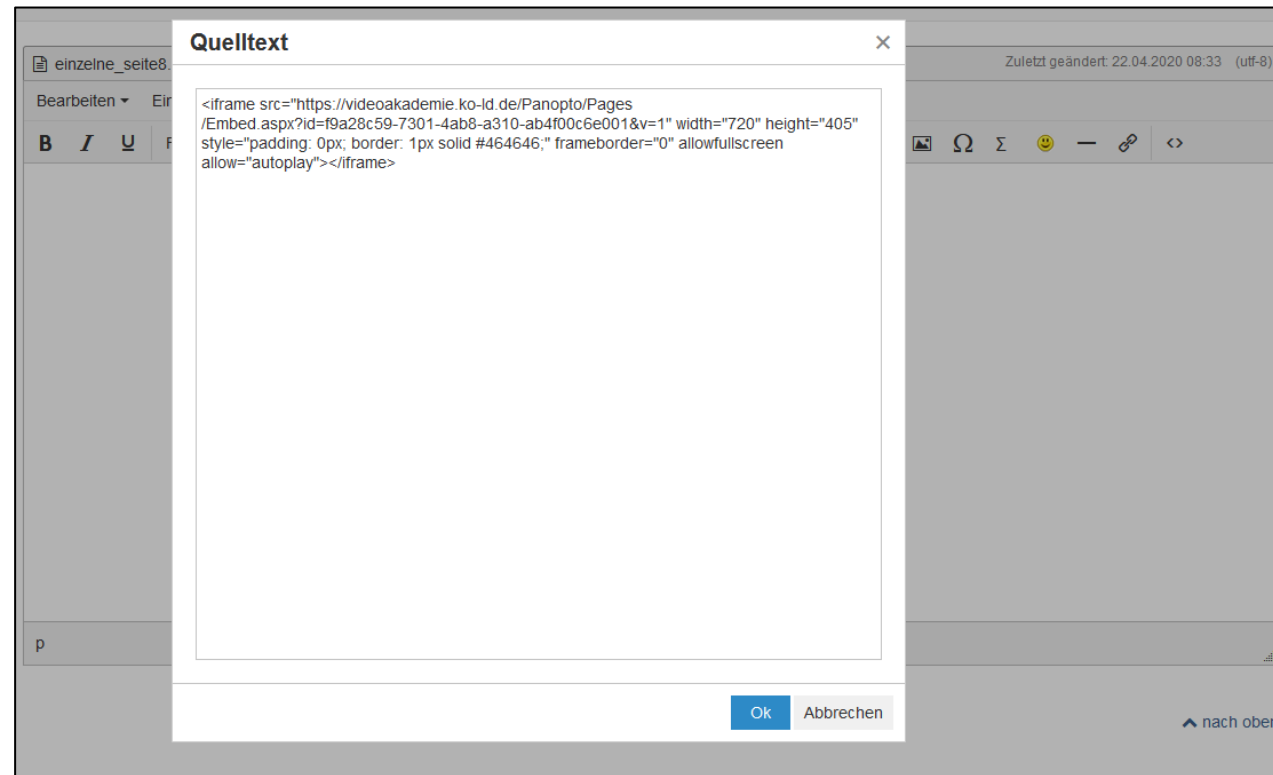 Quelltext
×
einzelne_seite8.
Zuletzt geändert: 22.04.2020 08:33 (utf-8)
Bearbeiten
<iframe src="https://videoakademie.ko-ld.de/Panopto/Pages
/Embed.aspx?id=f9a28c59-7301-4ab8-a310-ab4f00c6e001&v=1" width="720" height="405"
style="padding: 0px; border: 1px solid #464646;" frameborder="0" allowfullscreen
allow="autoplay"></iframe>
B I U Ω Σ <>
p
Ok Abbrechen
nach ober